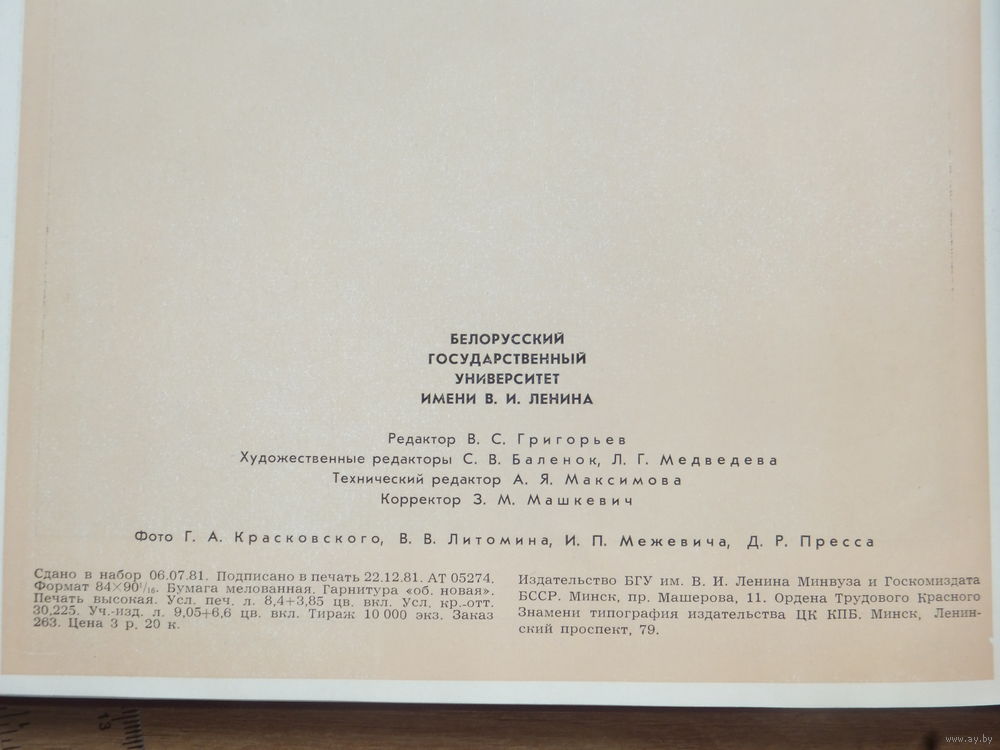 БЕЛОРУССКИЙ
ГОСУДАРСТВЕННЫЙ
УНИВЕРСИТЕТ
ИМЕНИ В. И. ЛЕНИНА
Редактор В. С. Григорьев
Художественные редакторы С. В. Баленок, Л. Г. Медведева
Технический редактор А. Я. Максимова
Корректор З. М. Машкевич
Фото Г. А. Красковского, В. В. Литомина, И. П. Межевича, Д. Р. Пресса
Сдано в набор 06.07.81. Подписано в печать 22.12.81. АТ 05274.
Формат 84×90¹/₁₆. Бумага мелованная. Гарнитура «об. новая».
Печать высокая. Усл. печ. л. 8,4+3,85 цв. вкл. Усл. кр.-отт.
30,225. Уч.-изд. л. 9,05+6,6 цв. вкл. Тираж 10 000 экз. Заказ
263. Цена 3 р. 20 к.
Издательство БГУ им. В. И. Ленина Минвуза и Госкомиздата
БССР. Минск, пр. Машерова, 11. Ордена Трудового Красного
Знамени типография издательства ЦК КПБ. Минск, Ленин-
ский проспект, 79.
13
www.ay.by